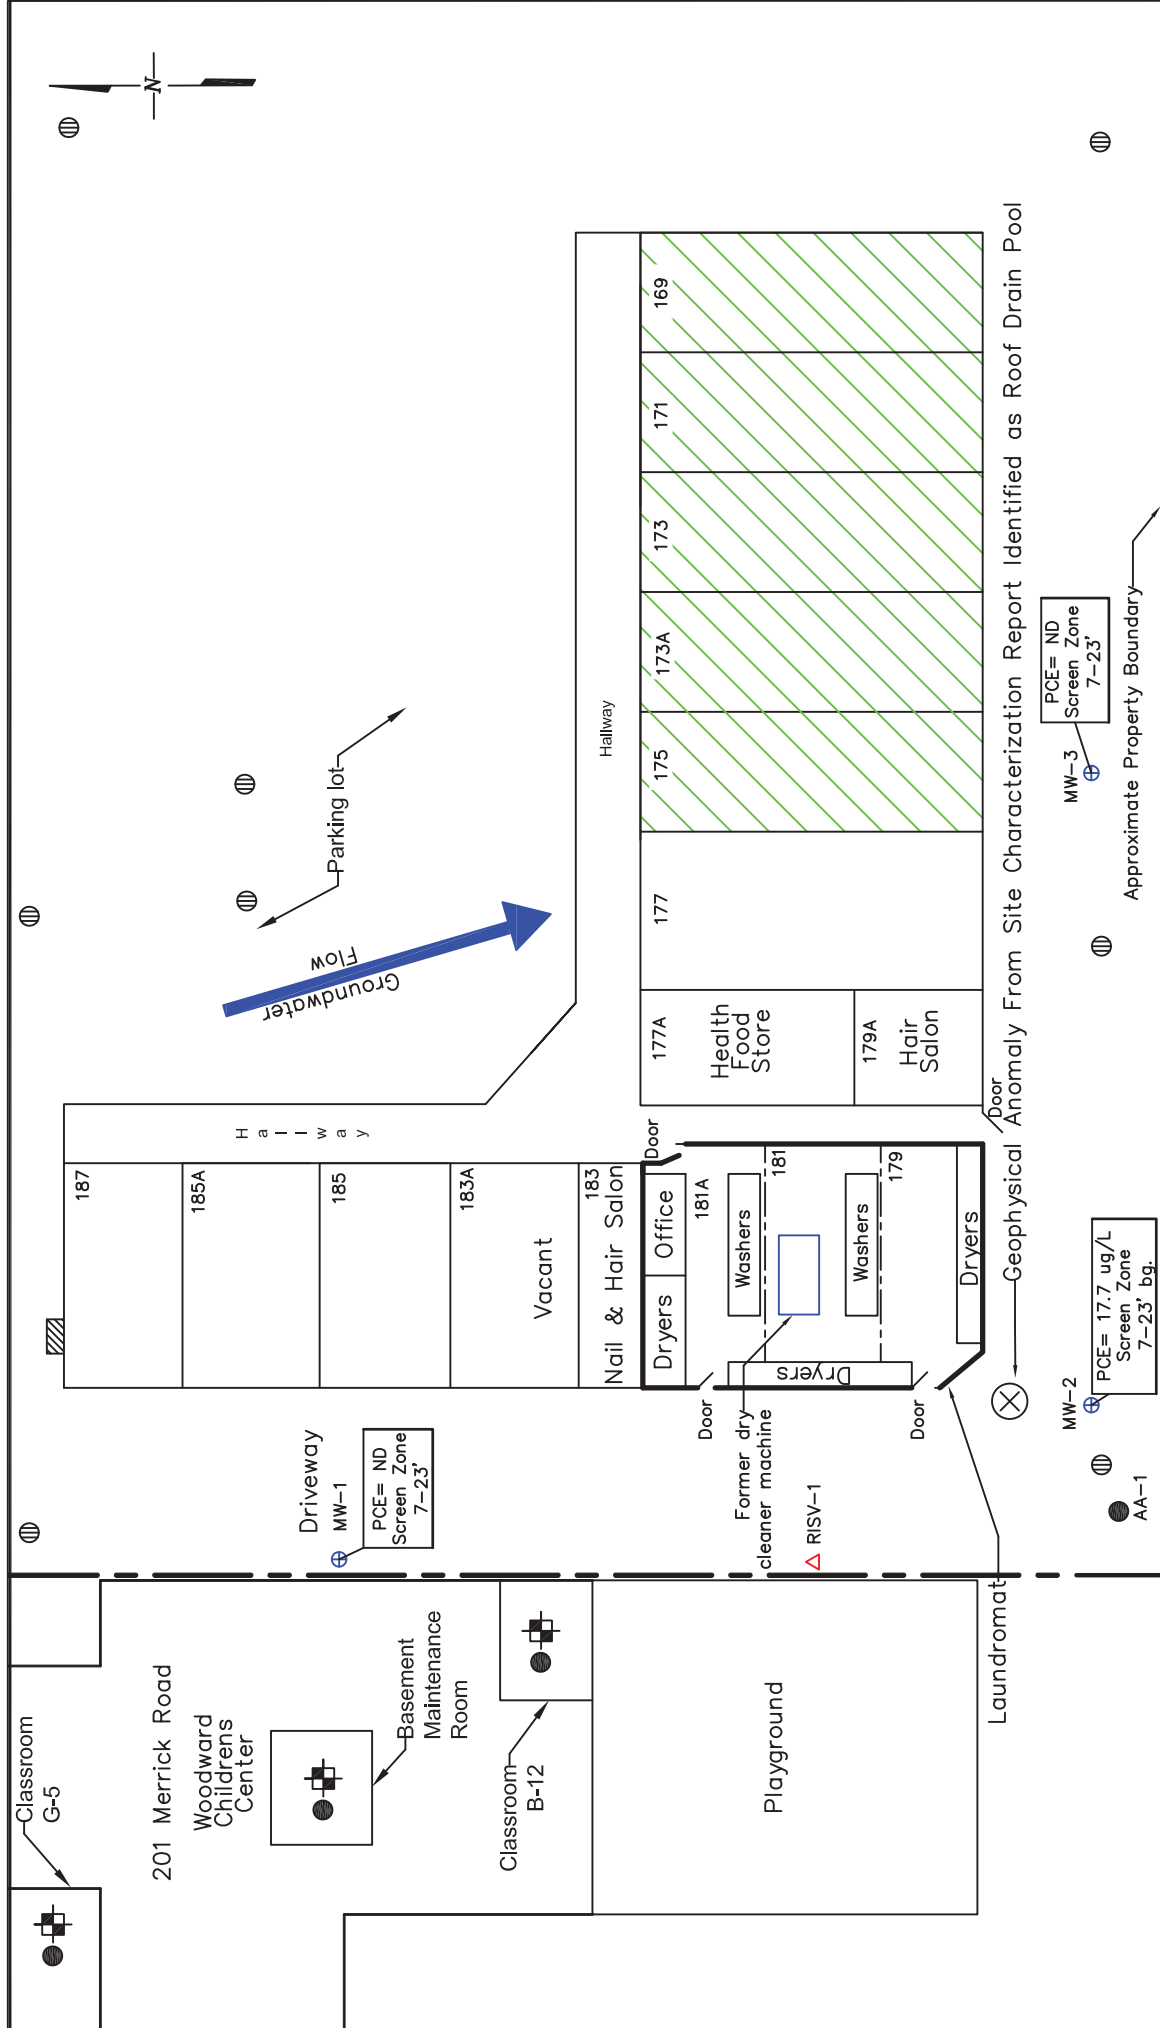 N
Classroom
G-5
201 Merrick Road
Woodward
Childrens
Center
Basement
Maintenance
Room
Classroom
B-12
Playground
Driveway
MW-1
PCE= ND
Screen Zone
7-23'
187
185A
185
183A
Vacant
183
Nail & Hair Salon
Hallway
Groundwater
Flow
Parking lot
Hallway
Door
Office
Dryers
181A
Washers
181
Washers
179
Dryers
Dryers
Door
Door
Former dry
cleaner machine
RISV-1
Laundromat
177A
Health
Food
Store
179A
Hair
Salon
Door
177
175
173A
173
171
169
Geophysical Anomaly From Site Characterization Report Identified as Roof Drain Pool
MW-2
PCE= 17.7 ug/L
Screen Zone
7-23' bg.
AA-1
MW-3
PCE= ND
Screen Zone
7-23'
Approximate Property Boundary